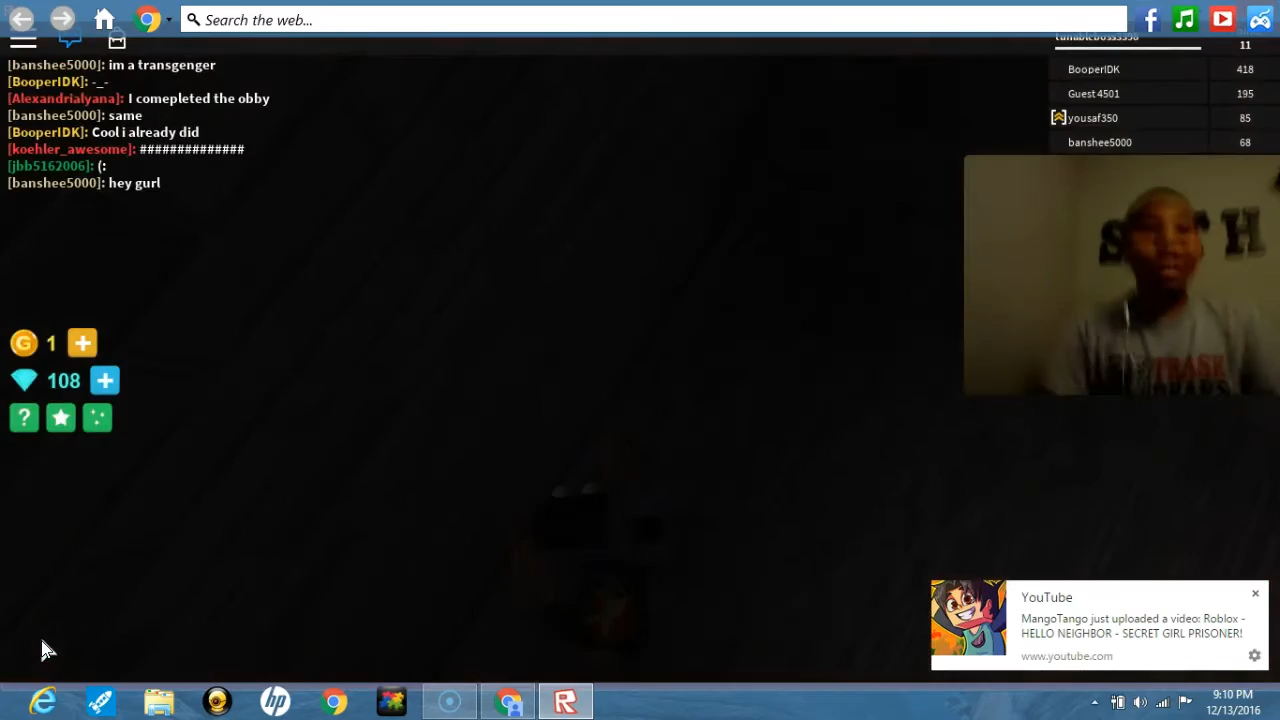 Search the web...
tunableboss3398
11
[banshee5000]: im a transgenger
[BooperIDK]: -_-
[Alexandrialyana]: I comepleted the obby
[banshee5000]: same
[BooperIDK]: Cool i already did
[koehler_awesome]: ##############
[jbb5162006]: (:
[banshee5000]: hey gurl
BooperIDK 418
Guest 4501 195
yousaf350 85
banshee5000 68
H
G 1 +
108 +
?
YouTube
MangoTango just uploaded a video: Roblox -
HELLO NEIGHBOR - SECRET GIRL PRISONER!
www.youtube.com
9:10 PM
12/13/2016